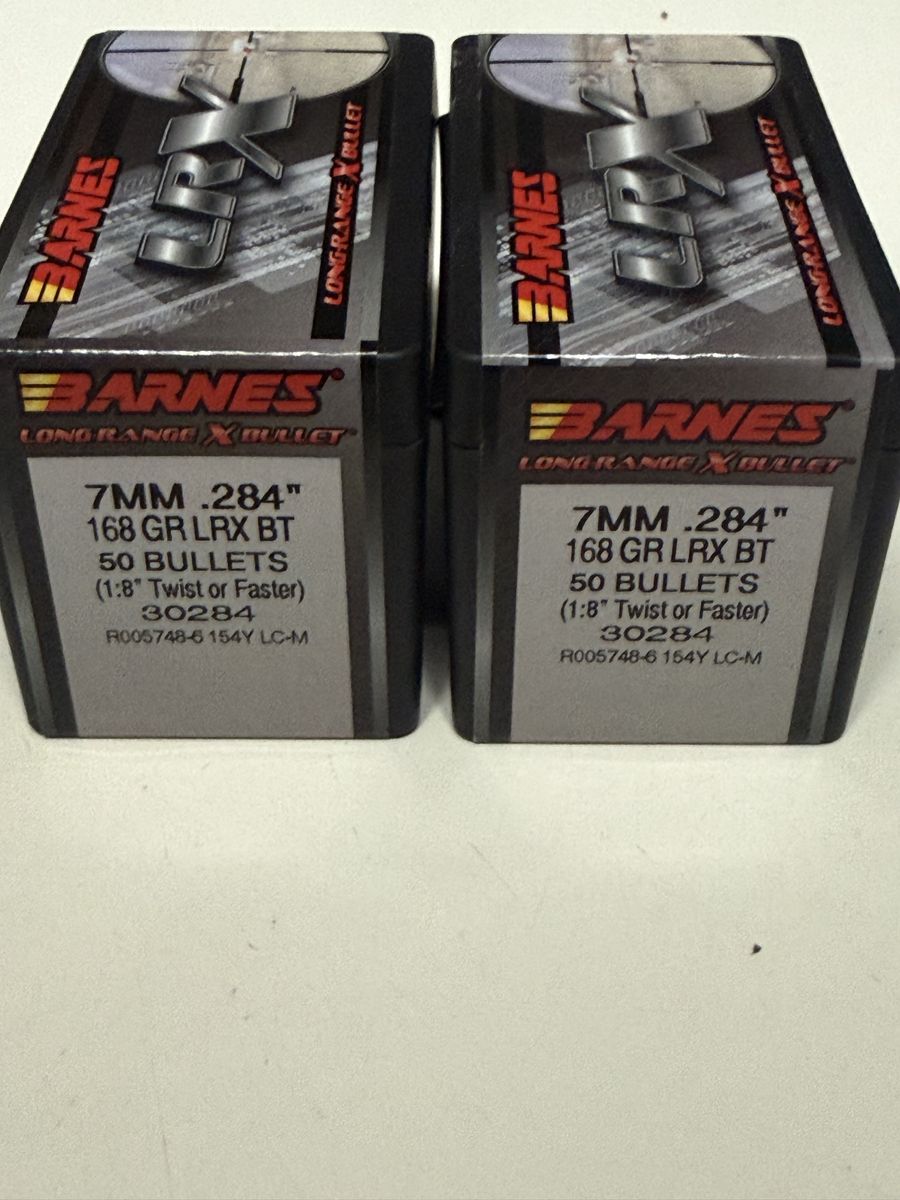 LRX
BARNES
LONG RANGE X BULLET
BARNES
LONG RANGE X BULLET
7MM .284"
168 GR LRX BT
50 BULLETS
(1:8" Twist or Faster)
30284
R005748-6 154Y LC-M
LRX
BARNES
LONG RANGE X BULLET
BARNES
LONG RANGE X BULLET
7MM .284"
168 GR LRX BT
50 BULLETS
(1:8" Twist or Faster)
30284
R005748-6 154Y LC-M